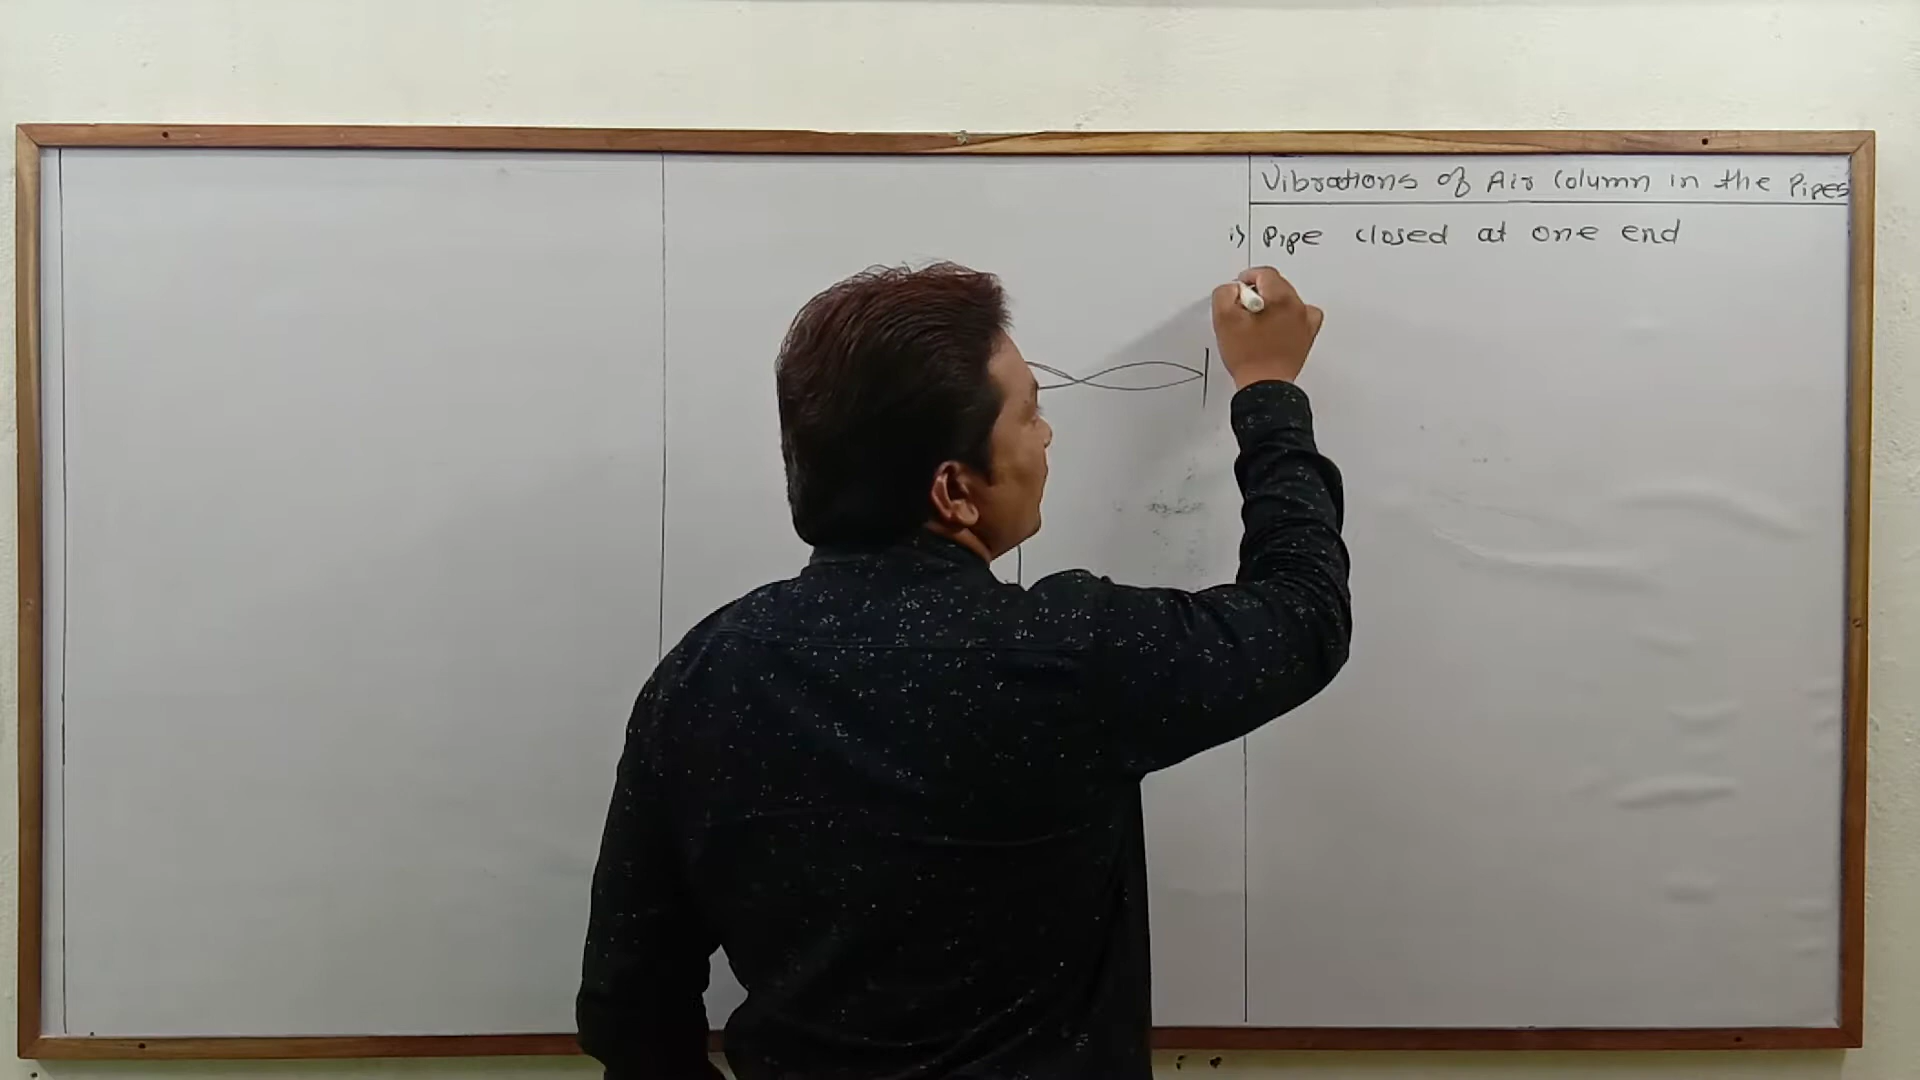 Vibrations of Air Column in the Pipes
i) Pipe closed at one end